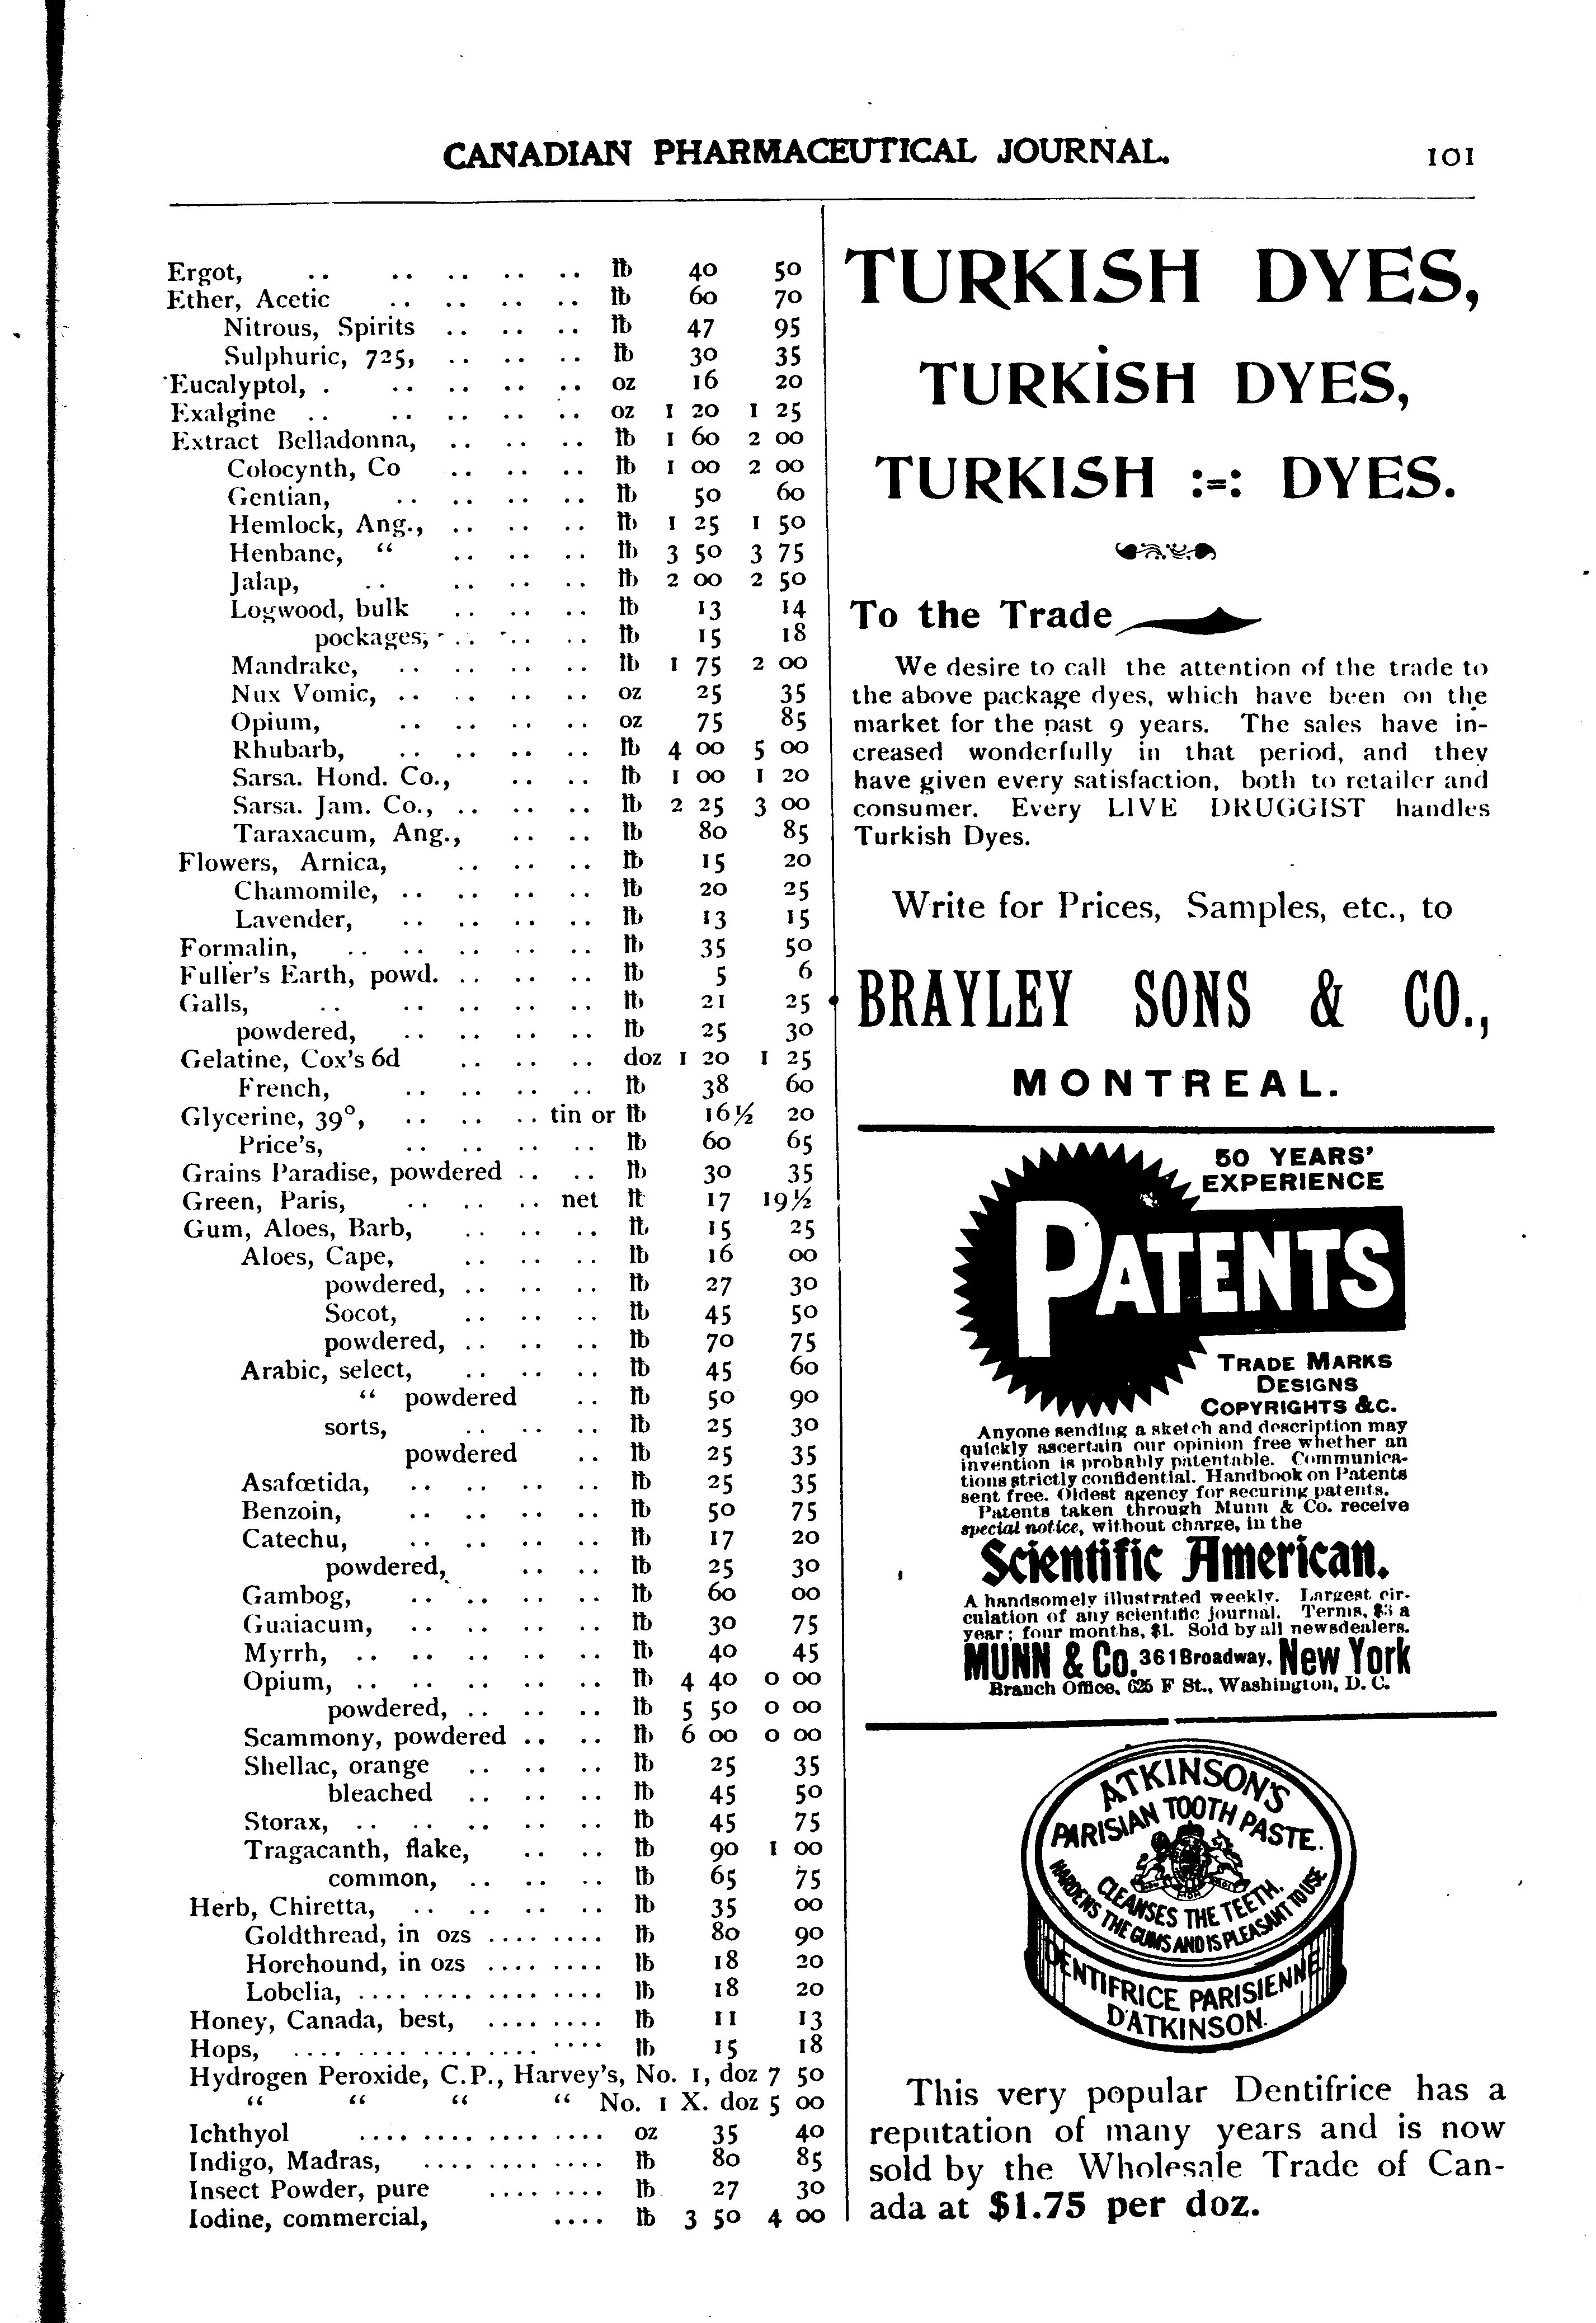 CANADIAN PHARMACEUTICAL JOURNAL. 101
Ergot, .. .. .. .. .. lb 40 50
Ether, Acetic .. .. .. .. lb 60 70
Nitrous, Spirits .. .. .. lb 47 95
Sulphuric, 725, .. .. .. lb 30 35
Eucalyptol, . .. .. .. .. oz 16 20
Exalgine .. .. .. .. .. oz 1 20 1 25
Extract Belladonna, .. .. .. lb 1 60 2 00
Colocynth, Co .. .. .. lb 1 00 2 00
Gentian, .. .. .. .. lb 50 60
Hemlock, Ang., .. .. .. lb 1 25 1 50
Henbane, “ .. .. .. lb 3 50 3 75
Jalap, .. .. .. .. lb 2 00 2 50
Logwood, bulk .. .. .. lb 13 14
pockages, .. .. .. lb 15 18
Mandrake, .. .. .. .. lb 1 75 2 00
Nux Vomic, .. .. .. .. oz 25 35
Opium, .. .. .. .. oz 75 85
Rhubarb, .. .. .. .. lb 4 00 5 00
Sarsa. Hond. Co., .. .. lb 1 00 1 20
Sarsa. Jam. Co., .. .. .. lb 2 25 3 00
Taraxacum, Ang., .. .. lb 80 85
Flowers, Arnica, .. .. .. lb 15 20
Chamomile, .. .. .. .. lb 20 25
Lavender, .. .. .. .. lb 13 15
Formalin, .. .. .. .. .. lb 35 50
Fuller's Earth, powd. .. .. .. lb 5 6
Galls, .. .. .. .. .. lb 21 25
powdered, .. .. .. .. lb 25 30
Gelatine, Cox's 6d .. .. .. doz 1 20 1 25
French, .. .. .. .. lb 38 60
Glycerine, 39°, .. .. .. tin or lb 16½ 20
Price's, .. .. .. .. lb 60 65
Grains Paradise, powdered .. .. lb 30 35
Green, Paris, .. .. .. net lb 17 19½
Gum, Aloes, Barb, .. .. .. lb 15 25
Aloes, Cape, .. .. .. lb 16 00
powdered, .. .. .. lb 27 30
Socot, .. .. .. lb 45 50
powdered, .. .. .. lb 70 75
Arabic, select, .. .. .. lb 45 60
“ powdered .. lb 50 90
sorts, .. .. .. lb 25 30
powdered .. lb 25 35
Asafœtida, .. .. .. .. lb 25 35
Benzoin, .. .. .. .. lb 50 75
Catechu, .. .. .. .. lb 17 20
powdered, .. .. lb 25 30
Gambog, .. .. .. .. lb 60 00
Guaiacum, .. .. .. .. lb 30 75
Myrrh, .. .. .. .. .. lb 40 45
Opium, .. .. .. .. .. lb 4 40 0 00
powdered, .. .. .. lb 5 50 0 00
Scammony, powdered .. .. lb 6 00 0 00
Shellac, orange .. .. .. lb 25 35
bleached .. .. .. lb 45 50
Storax, .. .. .. .. .. lb 45 75
Tragacanth, flake, .. .. lb 90 1 00
common, .. .. .. lb 65 75
Herb, Chiretta, .. .. .. .. lb 35 00
Goldthread, in ozs .... .... lb 80 90
Horehound, in ozs .... .... lb 18 20
Lobelia, .... .... .... .... lb 18 20
Honey, Canada, best, .... .... lb 11 13
Hops, .... .... .... .... .... lb 15 18
Hydrogen Peroxide, C.P., Harvey's, No. 1, doz 7 50
“ “ “ “ No. 1 X. doz 5 00
Ichthyol .... .... .... .... oz 35 40
Indigo, Madras, .... .... .... lb 80 85
Insect Powder, pure .... .... lb 27 30
Iodine, commercial, .... lb 3 50 4 00
TURKISH DYES,
TURKISH DYES,
TURKISH :=: DYES.
To the Trade
We desire to call the attention of the trade to
the above package dyes, which have been on the
market for the past 9 years. The sales have in-
creased wonderfully in that period, and they
have given every satisfaction, both to retailer and
consumer. Every LIVE DRUGGIST handles
Turkish Dyes.
Write for Prices, Samples, etc., to
BRAYLEY SONS & CO.,
MONTREAL.
50 YEARS'
EXPERIENCE
PATENTS
TRADE MARKS
DESIGNS
COPYRIGHTS &C.
Anyone sending a sketch and description may
quickly ascertain our opinion free whether an
invention is probably patentable. Communica-
tions strictly confidential. Handbook on Patents
sent free. Oldest agency for securing patents.
Patents taken through Munn & Co. receive
special notice, without charge, in the
Scientific American.
A handsomely illustrated weekly. Largest cir-
culation of any scientific journal. Terms, $3 a
year; four months, $1. Sold by all newsdealers.
MUNN & Co. 361 Broadway, New York
Branch Office, 625 F St., Washington, D. C.
ATKINSON'S
PARISIAN TOOTH PASTE.
CLEANSES THE TEETH.
HARDENS THE GUMS AND IS PLEASANT TO USE
DENTIFRICE PARISIENNE
D'ATKINSON.
This very popular Dentifrice has a
reputation of many years and is now
sold by the Wholesale Trade of Can-
ada at $1.75 per doz.